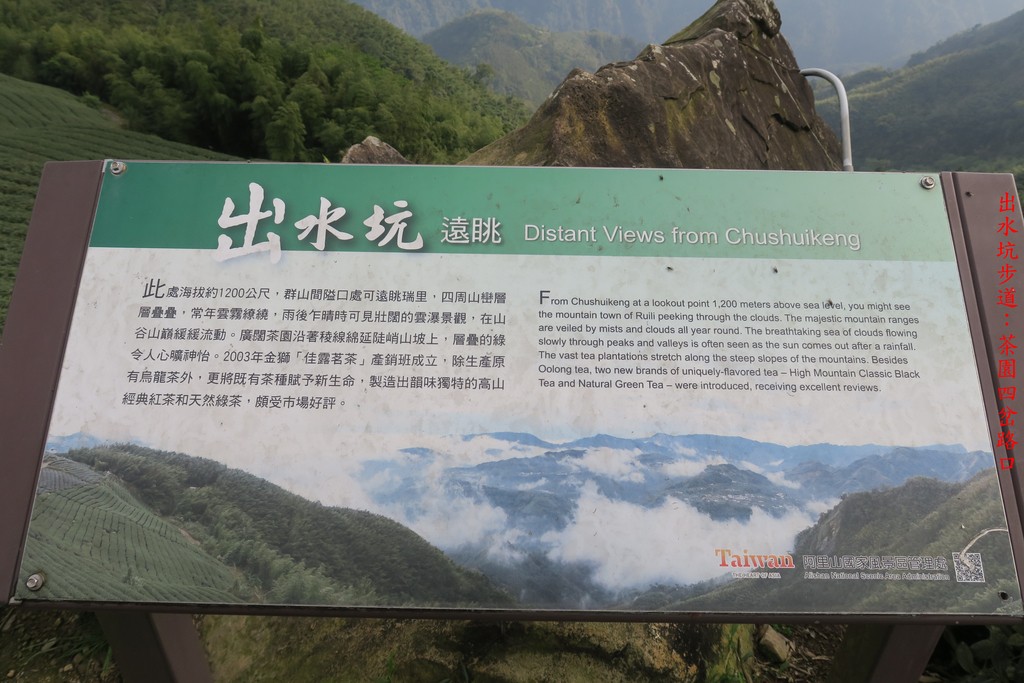 出水坑 遠眺 Distant Views from Chushuikeng
此處海拔約1200公尺，群山間隘口處可遠眺瑞里，四周山巒層
層疊疊，常年雲霧繚繞，雨後乍晴時可見壯闊的雲瀑景觀，在山
谷山巔緩緩流動。廣闊茶園沿著稜線綿延陡峭山坡上，層疊的綠
令人心曠神怡。2003年金獅「佳露茗茶」產銷班成立，除生產原
有烏龍茶外，更將既有茶種賦予新生命，製造出韻味獨特的高山
經典紅茶和天然綠茶，頗受市場好評。
From Chushuikeng at a lookout point 1,200 meters above sea level, you might see
the mountain town of Ruili peeking through the clouds. The majestic mountain ranges
are veiled by mists and clouds all year round. The breathtaking sea of clouds flowing
slowly through peaks and valleys is often seen as the sun comes out after a rainfall.
The vast tea plantations stretch along the steep slopes of the mountains. Besides
Oolong tea, two new brands of uniquely-flavored tea – High Mountain Classic Black
Tea and Natural Green Tea – were introduced, receiving excellent reviews.
Taiwan
THE HEART OF ASIA
阿里山國家風景區管理處
Alishan National Scenic Area Administration
出水坑步道：茶園四岔路口